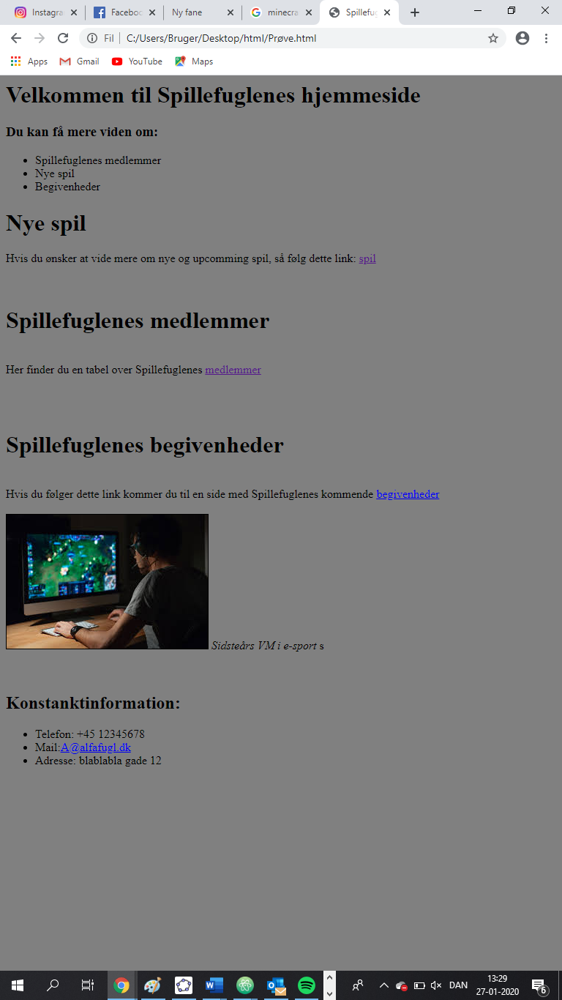 Instagra
Faceboo
Ny fane
minecra
Spillefug
Fil
C:/Users/Bruger/Desktop/html/Prøve.html
Apps
Gmail
YouTube
Maps
Velkommen til Spillefuglenes hjemmeside
Du kan få mere viden om:
Spillefuglenes medlemmer
Nye spil
Begivenheder
Nye spil
Hvis du ønsker at vide mere om nye og upcomming spil, så følg dette link: spil
Spillefuglenes medlemmer
Her finder du en tabel over Spillefuglenes medlemmer
Spillefuglenes begivenheder
Hvis du følger dette link kommer du til en side med Spillefuglenes kommende begivenheder
Sidsteårs VM i e-sport s
Konstanktinformation:
Telefon: +45 12345678
Mail:A@alfafugl.dk
Adresse: blablabla gade 12
DAN
13:29
27-01-2020
6